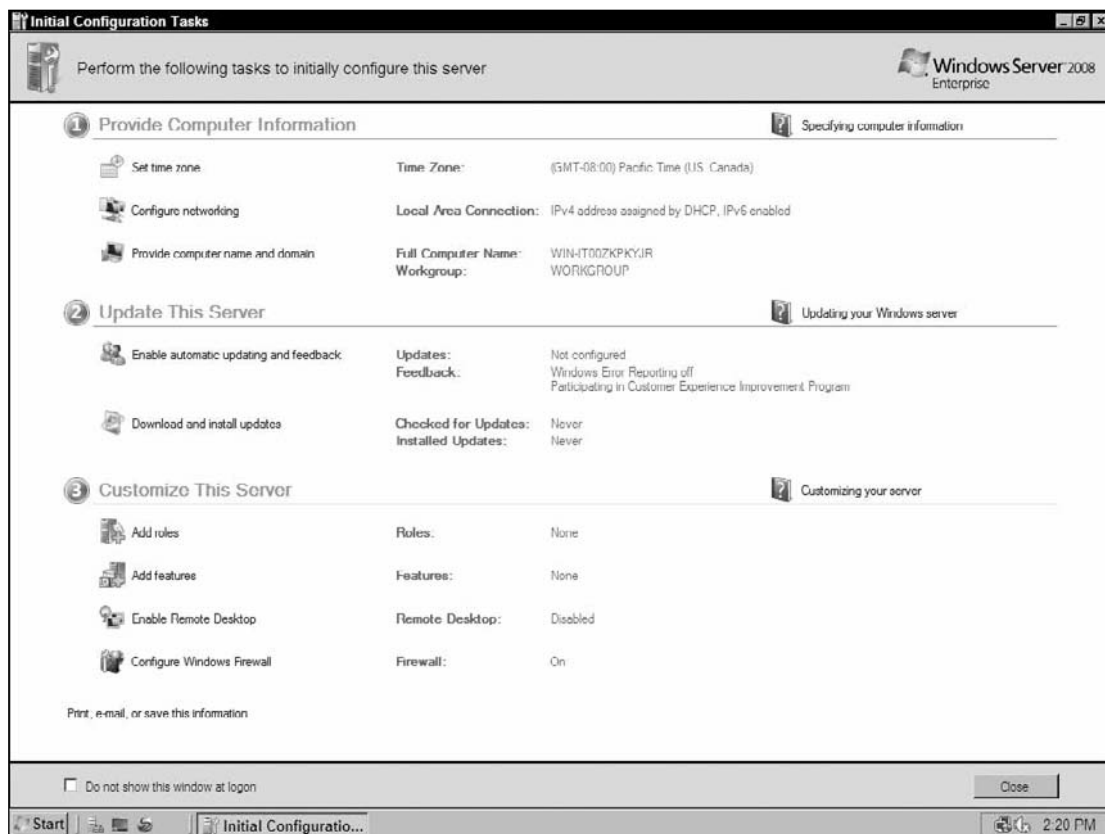 Initial Configuration Tasks
Perform the following tasks to initially configure this server
Windows Server 2008
Enterprise
1 Provide Computer Information
Specifying computer information
Set time zone Time Zone: (GMT-08:00) Pacific Time (US Canada)
Configure networking Local Area Connection: IPv4 address assigned by DHCP, IPv6 enabled
Provide computer name and domain Full Computer Name: WIN-IT00ZKPKYJR
Workgroup: WORKGROUP
2 Update This Server
Updating your Windows server
Enable automatic updating and feedback Updates: Not configured
Feedback: Windows Error Reporting off
Participating in Customer Experience Improvement Program
Download and install updates Checked for Updates: Never
Installed Updates: Never
3 Customize This Server
Customizing your server
Add roles Roles: None
Add features Features: None
Enable Remote Desktop Remote Desktop: Disabled
Configure Windows Firewall Firewall: On
Print, e-mail, or save this information
Do not show this window at logon
Close
Start Initial Configuratio... 2:20 PM